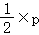 1/2 × p